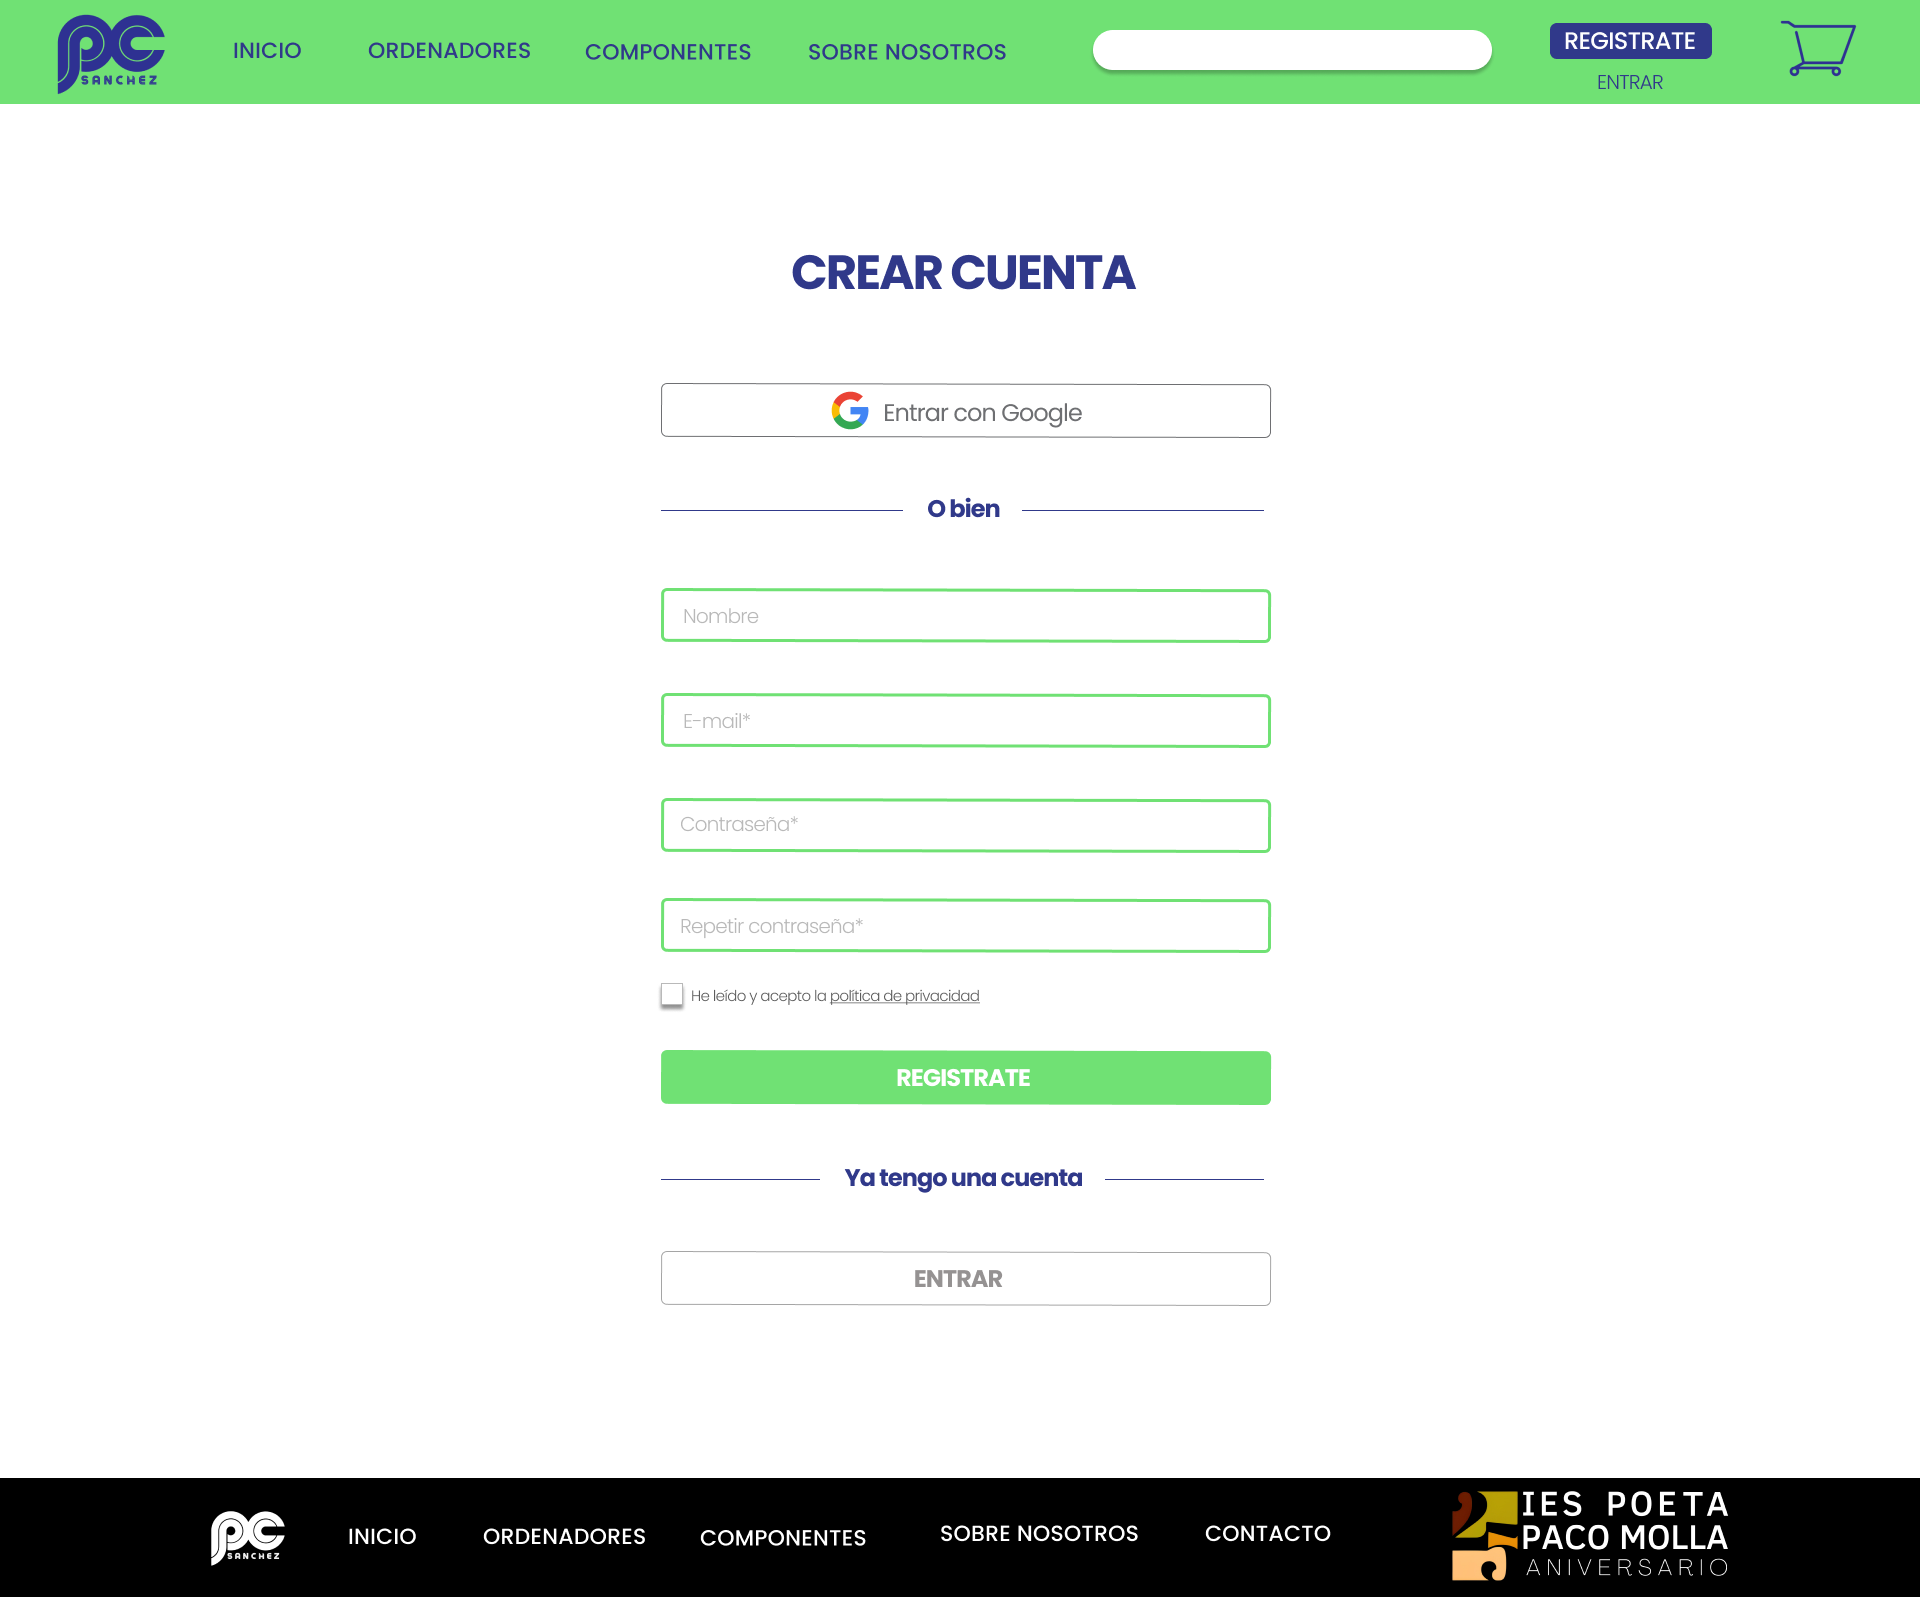 pc
SANCHEZ
INICIO
ORDENADORES
COMPONENTES
SOBRE NOSOTROS
REGISTRATE
ENTRAR
CREAR CUENTA
Entrar con Google
O bien
Nombre
E-mail*
Contraseña*
Repetir contraseña*
He leído y acepto la política de privacidad
REGISTRATE
Ya tengo una cuenta
ENTRAR
pc
SANCHEZ
INICIO
ORDENADORES
COMPONENTES
SOBRE NOSOTROS
CONTACTO
25
IES POETA
PACO MOLLA
ANIVERSARIO